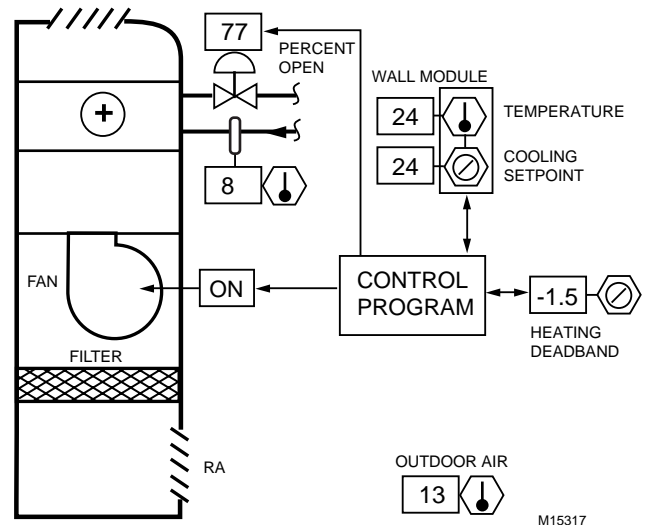 77
PERCENT
OPEN
WALL MODULE
24
TEMPERATURE
24
COOLING
SETPOINT
8
FAN
ON
CONTROL
PROGRAM
-1.5
HEATING
DEADBAND
FILTER
RA
OUTDOOR AIR
13
M15317